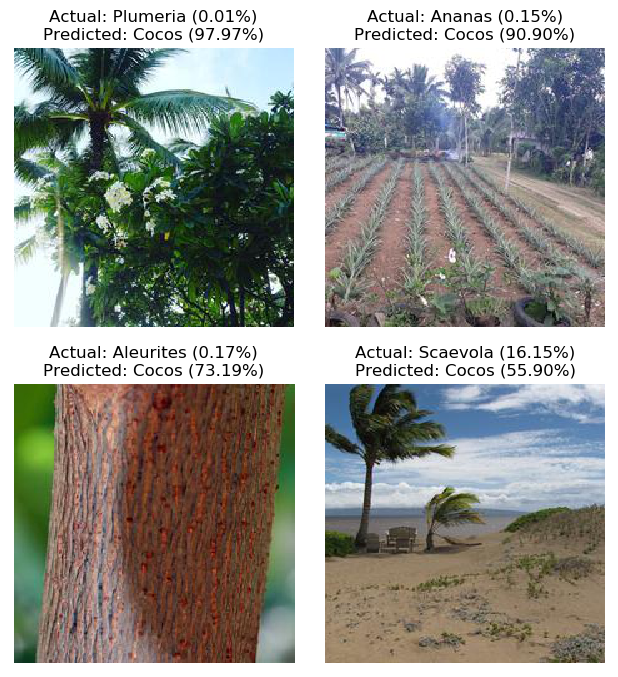 Actual: Plumeria (0.01%)
Predicted: Cocos (97.97%)
Actual: Ananas (0.15%)
Predicted: Cocos (90.90%)
Actual: Aleurites (0.17%)
Predicted: Cocos (73.19%)
Actual: Scaevola (16.15%)
Predicted: Cocos (55.90%)